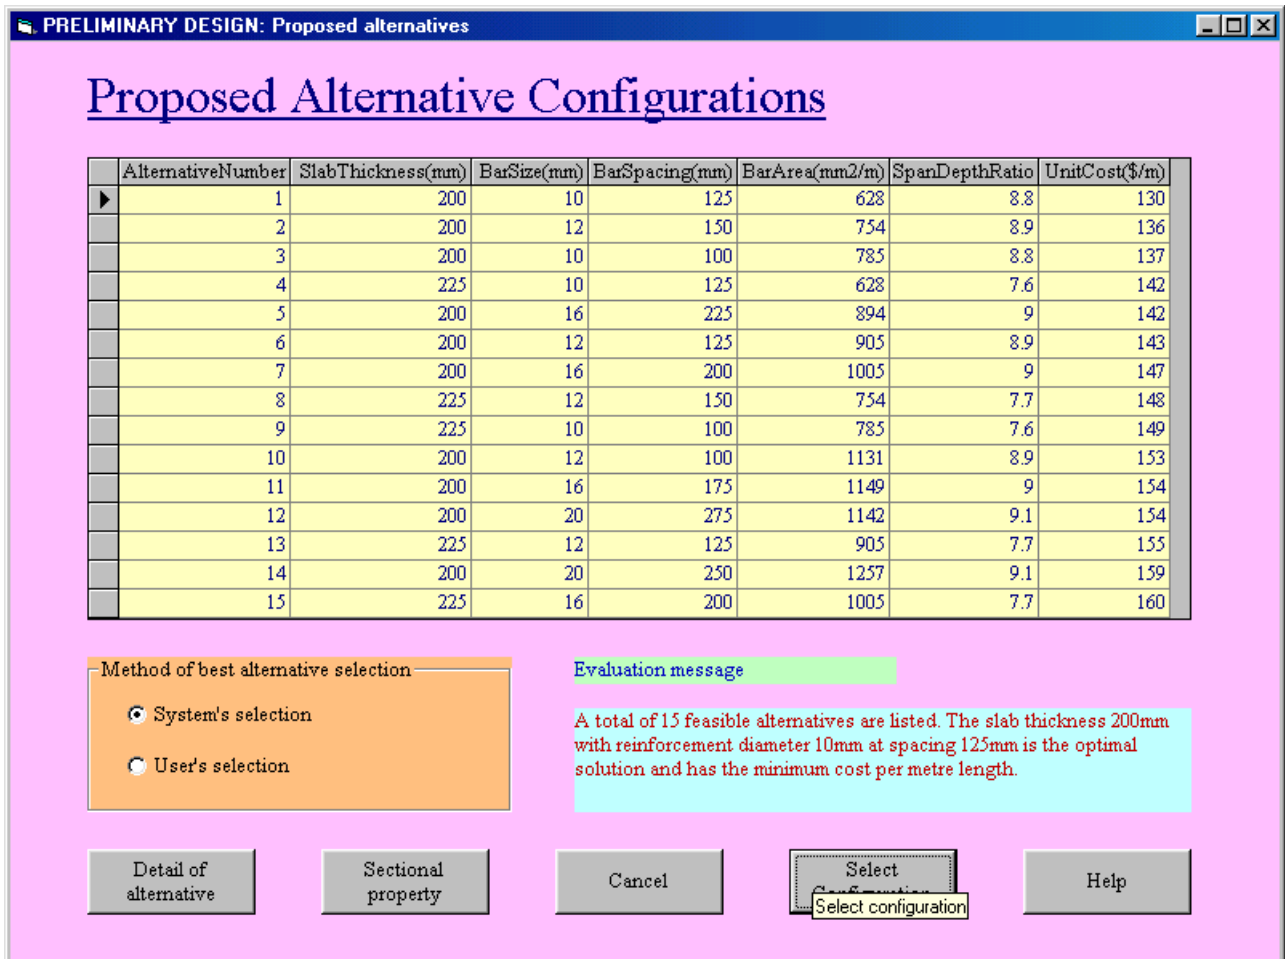 PRELIMINARY DESIGN: Proposed alternatives
Proposed Alternative Configurations
AlternativeNumber SlabThickness(mm) BarSize(mm) BarSpacing(mm) BarArea(mm2/m) SpanDepthRatio UnitCost($/m)
1 200 10 125 628 8.8 130
2 200 12 150 754 8.9 136
3 200 10 100 785 8.8 137
4 225 10 125 628 7.6 142
5 200 16 225 894 9 142
6 200 12 125 905 8.9 143
7 200 16 200 1005 9 147
8 225 12 150 754 7.7 148
9 225 10 100 785 7.6 149
10 200 12 100 1131 8.9 153
11 200 16 175 1149 9 154
12 200 20 275 1142 9.1 154
13 225 12 125 905 7.7 155
14 200 20 250 1257 9.1 159
15 225 16 200 1005 7.7 160
Method of best alternative selection
System's selection
User's selection
Evaluation message
A total of 15 feasible alternatives are listed. The slab thickness 200mm
with reinforcement diameter 10mm at spacing 125mm is the optimal
solution and has the minimum cost per metre length.
Detail of
alternative
Sectional
property
Cancel
Select
Select configuration
Help